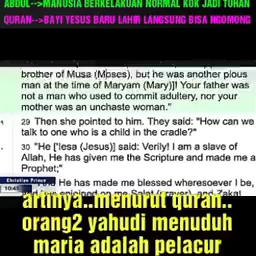 ABDUL-->MANUSIA BERKELAKUAN NORMAL KOK JADI TUHAN
QURAN-->BAYI YESUS BARU LAHIR LANGSUNG BISA NGOMONG
brother of Musa (Moses), but he was another pious
man at the time of Maryam (Mary)]! Your father was
not a man who used to commit adultery, nor your
mother was an unchaste woman."
29 Then she pointed to him. They said: "How can we
talk to one who is a child in the cradle?"
30 "He ['Iesa (Jesus)] said: Verily! I am a slave of
Allah, He has given me the Scripture and made me a
Prophet;"
Christian Prince
10:45
And He has made me blessed wheresoever I be,
artinya..menurut quran..
orang2 yahudi menuduh
maria adalah pelacur